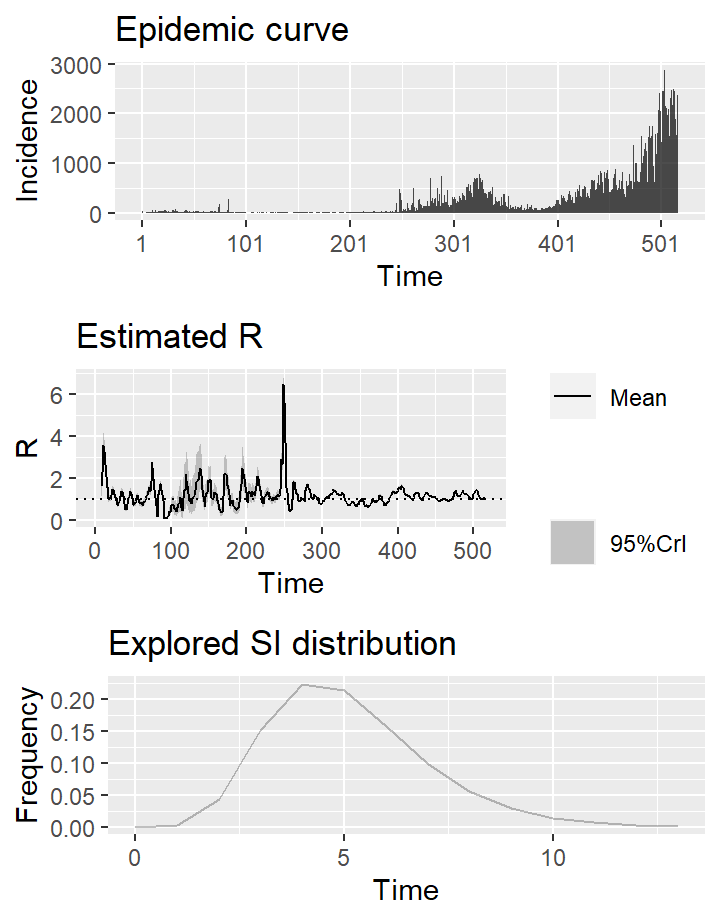 Epidemic curve
Incidence
3000
2000
1000
0
1 101 201 301 401 501
Time
Estimated R
R
6
4
2
0
0 100 200 300 400 500
Time
Mean
95%CrI
Explored SI distribution
Frequency
0.20
0.15
0.10
0.05
0.00
0 5 10
Time